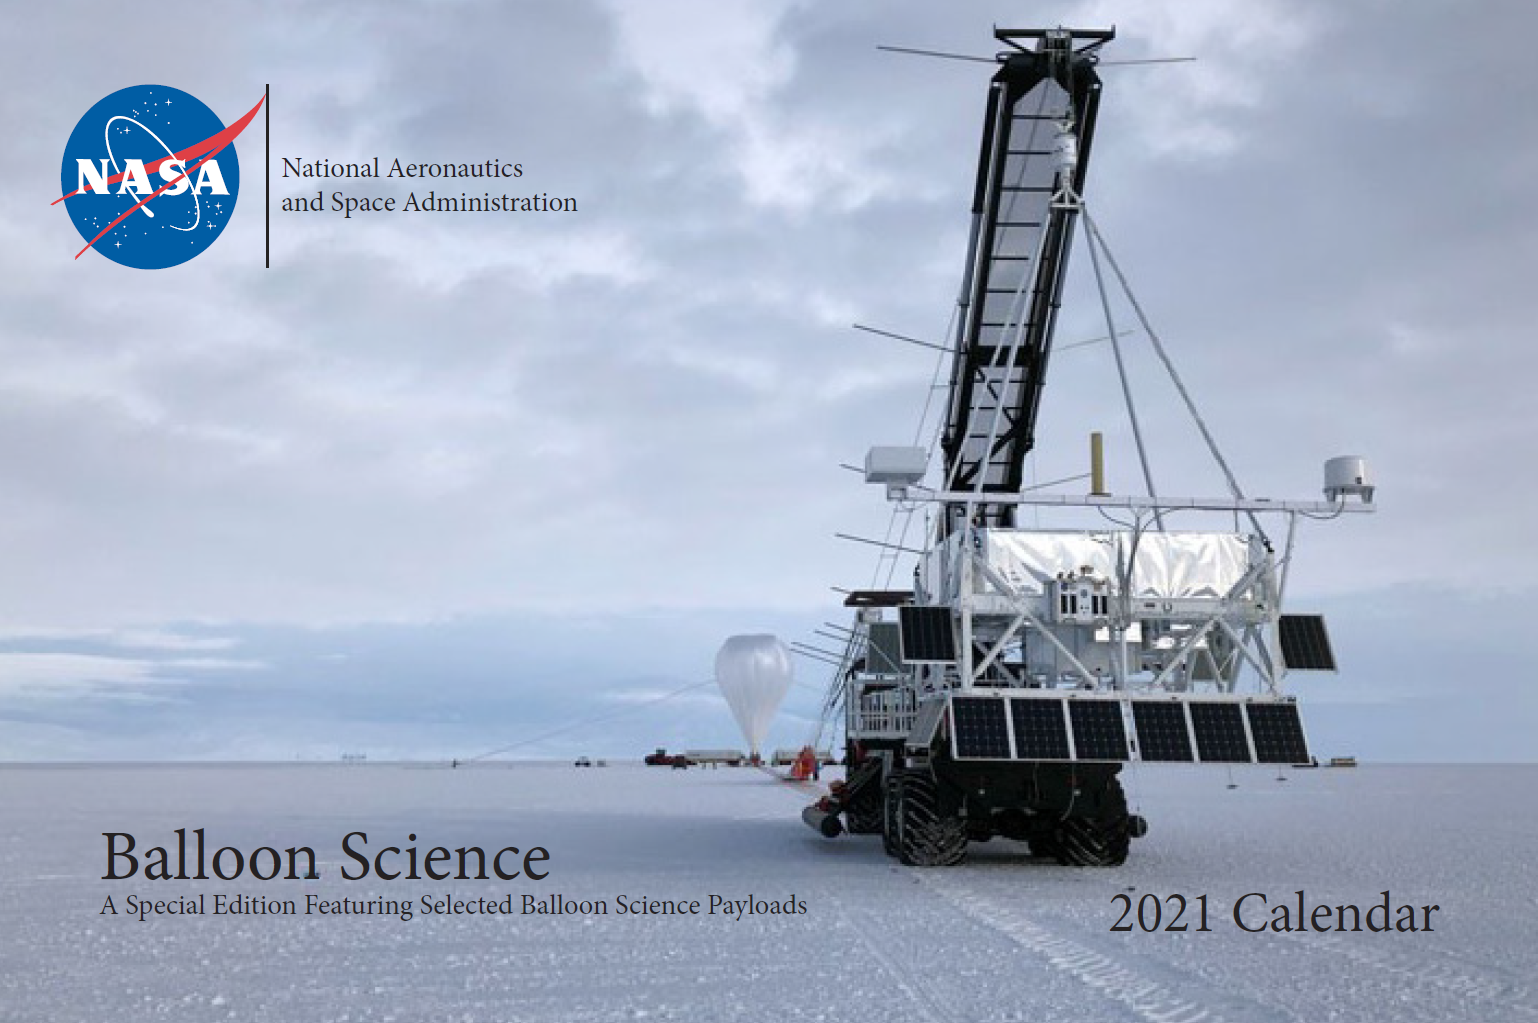 NASA
National Aeronautics
and Space Administration
Balloon Science
A Special Edition Featuring Selected Balloon Science Payloads
2021 Calendar